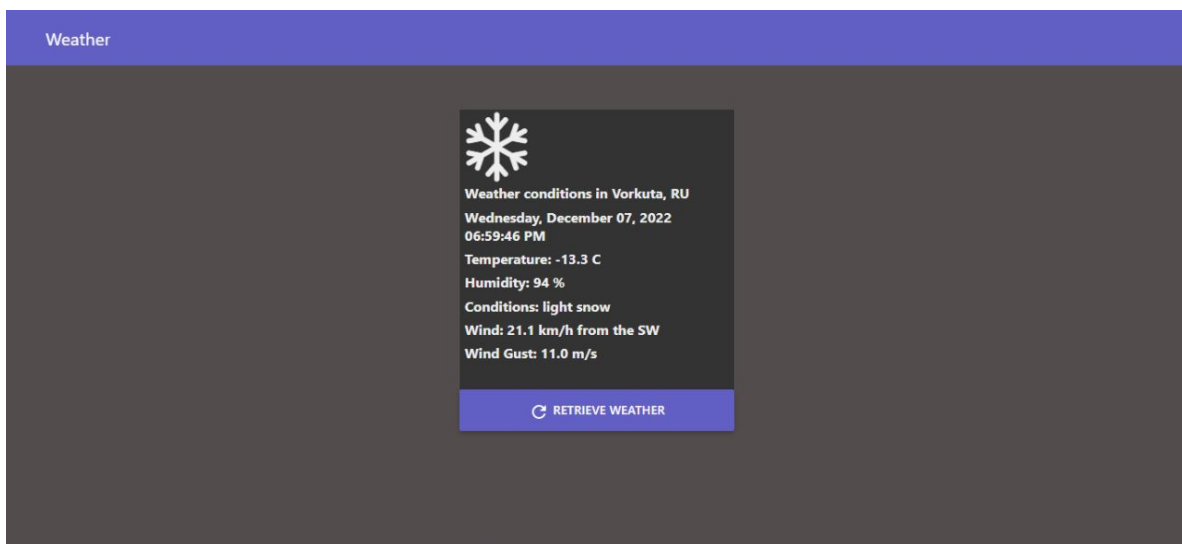 Weather
Weather conditions in Vorkuta, RU
Wednesday, December 07, 2022
06:59:46 PM
Temperature: -13.3 C
Humidity: 94 %
Conditions: light snow
Wind: 21.1 km/h from the SW
Wind Gust: 11.0 m/s
RETRIEVE WEATHER